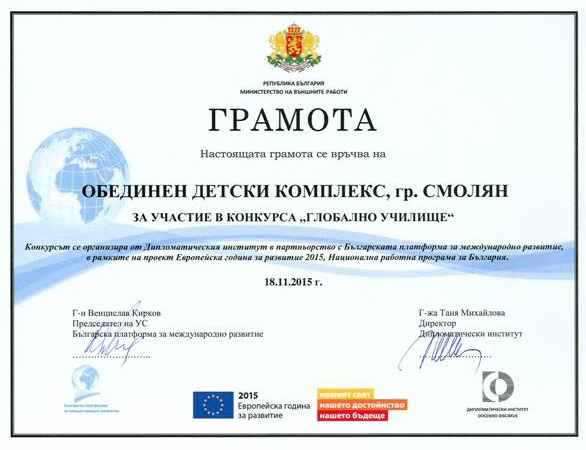 РЕПУБЛИКА БЪЛГАРИЯ
МИНИСТЕРСТВО НА ВЪНШНИТЕ РАБОТИ
ГРАМОТА
Настоящата грамота се връчва на
ОБЕДИНЕН ДЕТСКИ КОМПЛЕКС, гр. СМОЛЯН
ЗА УЧАСТИЕ В КОНКУРСА „ГЛОБАЛНО УЧИЛИЩЕ“
Конкурсът се организира от Дипломатическия институт в партньорство с Българската платформа за международно развитие,
в рамките на проект Европейска година за развитие 2015, Национална работна програма за България.
18.11.2015 г.
Г-н Венцислав Кирков
Председател на УС
Българска платформа за международно развитие
Г-жа Таня Михайлова
Директор
Дипломатически институт
Българска платформа
за международно развитие
2015
Европейска година
за развитие
нашият свят
нашето достойнство
нашето бъдеще
ДИПЛОМАТИЧЕСКИ ИНСТИТУТ
DOCENDO DISCIMUS